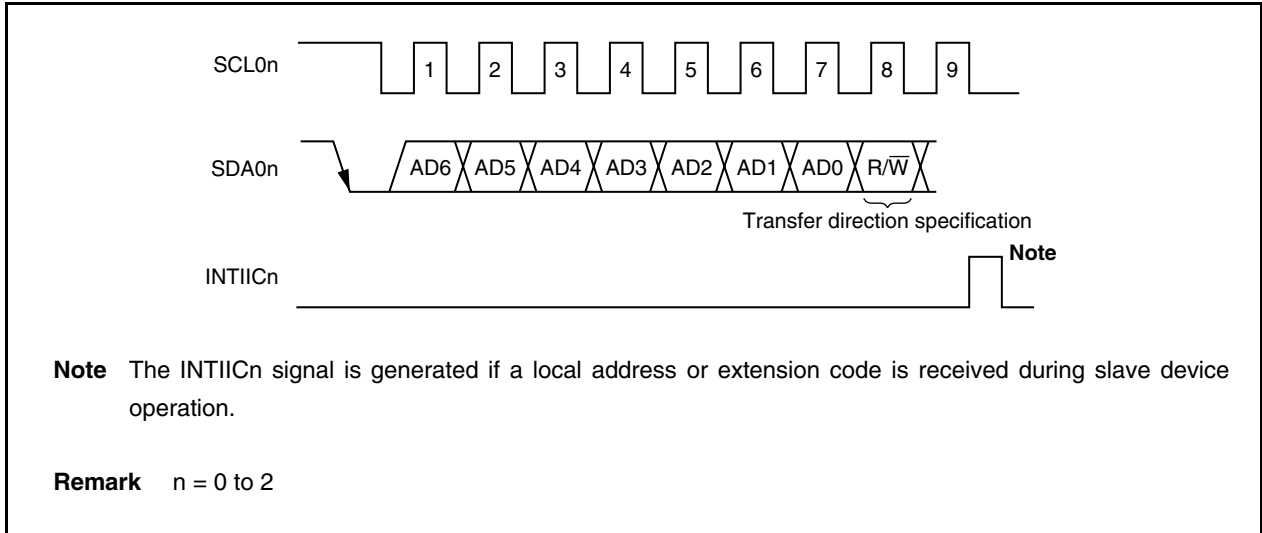 SCL0n 1 2 3 4 5 6 7 8 9
SDA0n AD6 AD5 AD4 AD3 AD2 AD1 AD0 R/W̅
Transfer direction specification
Note
INTIICn
Note The INTIICn signal is generated if a local address or extension code is received during slave device
operation.
Remark n = 0 to 2